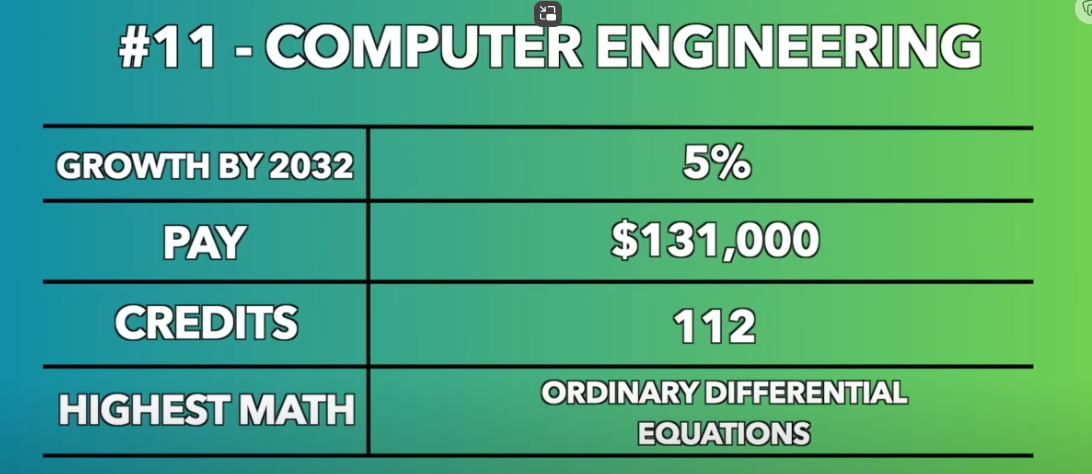 #11 - COMPUTER ENGINEERING
GROWTH BY 2032
5%
PAY
$131,000
CREDITS
112
HIGHEST MATH
ORDINARY DIFFERENTIAL
EQUATIONS